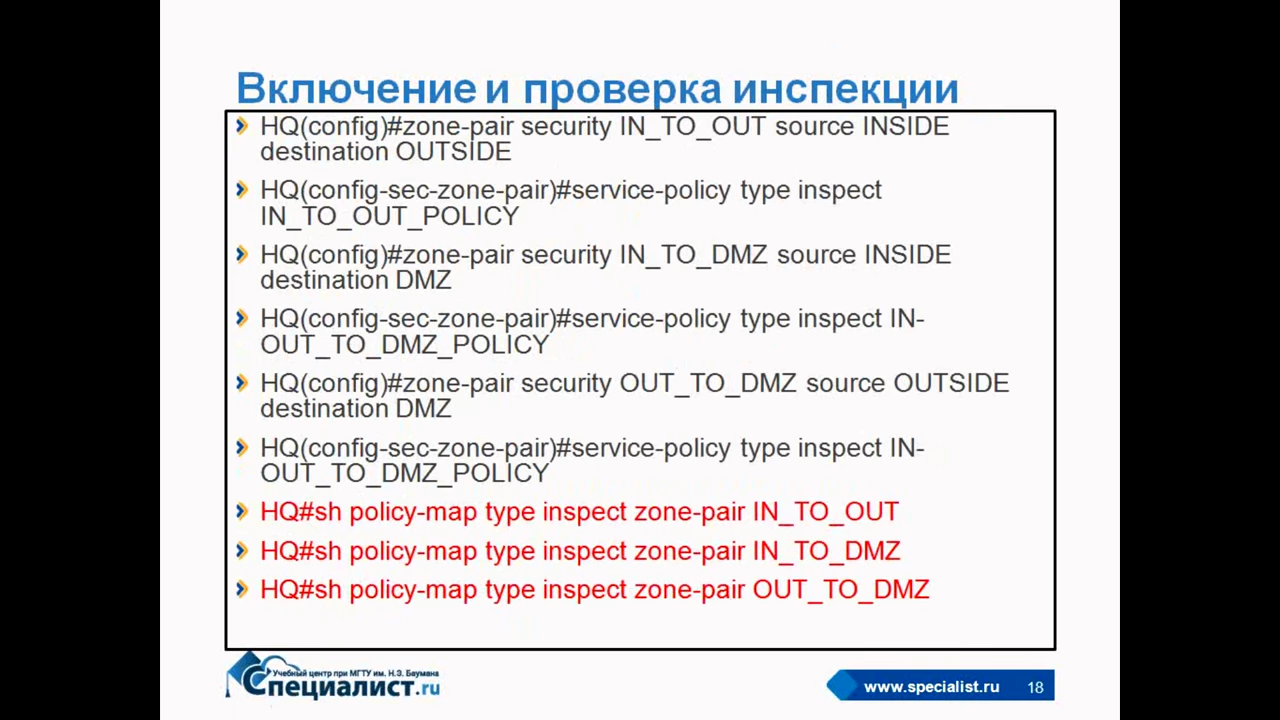 Включение и проверка инспекции
HQ(config)#zone-pair security IN_TO_OUT source INSIDE
destination OUTSIDE
HQ(config-sec-zone-pair)#service-policy type inspect
IN_TO_OUT_POLICY
HQ(config)#zone-pair security IN_TO_DMZ source INSIDE
destination DMZ
HQ(config-sec-zone-pair)#service-policy type inspect IN-
OUT_TO_DMZ_POLICY
HQ(config)#zone-pair security OUT_TO_DMZ source OUTSIDE
destination DMZ
HQ(config-sec-zone-pair)#service-policy type inspect IN-
OUT_TO_DMZ_POLICY
HQ#sh policy-map type inspect zone-pair IN_TO_OUT
HQ#sh policy-map type inspect zone-pair IN_TO_DMZ
HQ#sh policy-map type inspect zone-pair OUT_TO_DMZ
Учебный центр при МГТУ им. Н.Э. Баумана
Специалист.ru
www.specialist.ru 18